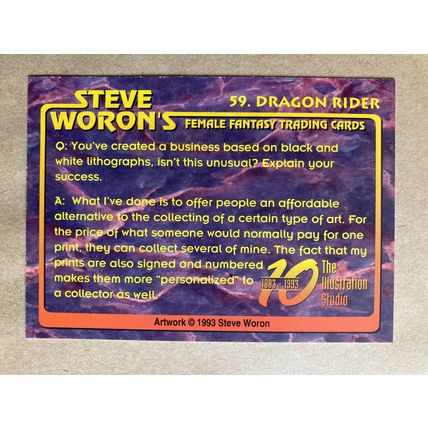 STEVE WORON'S
59. DRAGON RIDER
FEMALE FANTASY TRADING CARDS
Q: You've created a business based on black and
white lithographs, isn't this unusual? Explain your
success.
A: What I've done is to offer people an affordable
alternative to the collecting of a certain type of art. For
the price of what someone would normally pay for one
print, they can collect several of mine. The fact that my
prints are also signed and numbered
makes them more "personalized" to
a collector as well.
10
1983 - 1993
The
Illustration
Studio
Artwork © 1993 Steve Woron